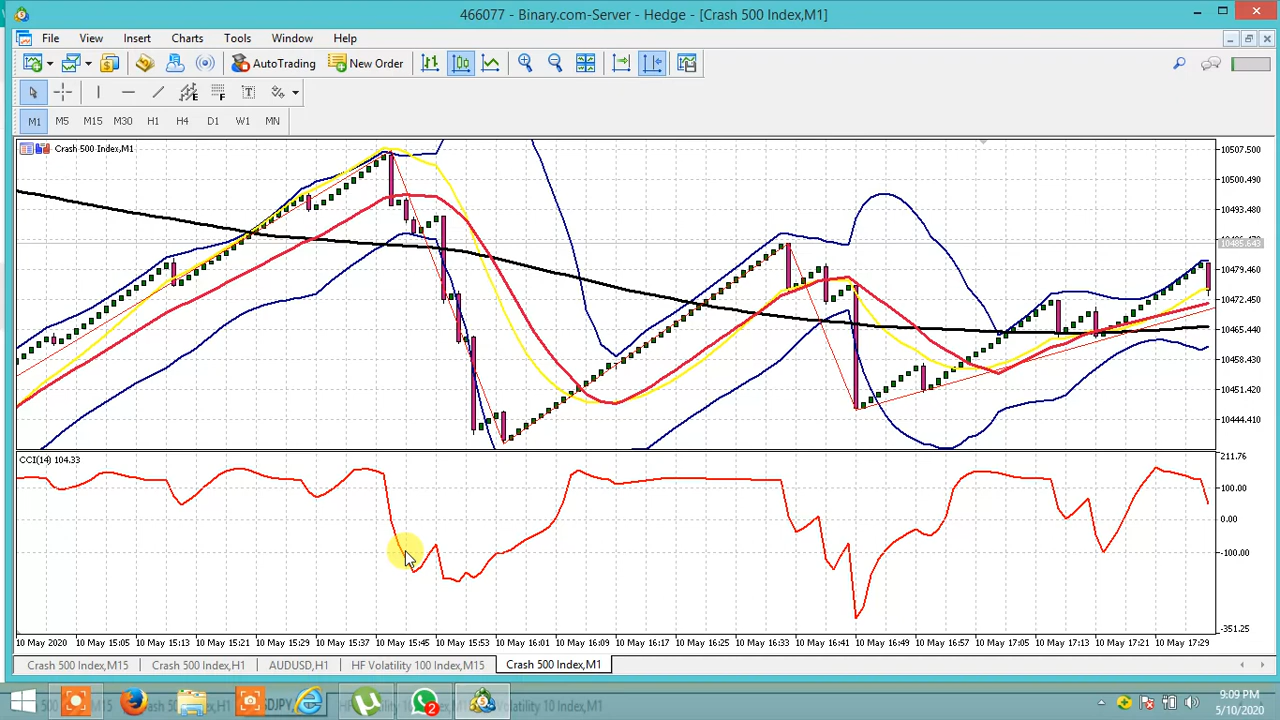 466077 - Binary.com-Server - Hedge - [Crash 500 Index,M1]
File View Insert Charts Tools Window Help
AutoTrading New Order
M1 M5 M15 M30 H1 H4 D1 W1 MN
Crash 500 Index,M1
10507.500
10500.490
10493.480
10485.643
10479.460
10472.450
10465.440
10458.430
10451.420
10444.410
CCI(14) 104.33
211.76
100.00
0.00
-100.00
-351.25
10 May 2020 10 May 15:05 10 May 15:13 10 May 15:21 10 May 15:29 10 May 15:37 10 May 15:45 10 May 15:53 10 May 16:01 10 May 16:09 10 May 16:17 10 May 16:25 10 May 16:33 10 May 16:41 10 May 16:49 10 May 16:57 10 May 17:05 10 May 17:13 10 May 17:21 10 May 17:29
Crash 500 Index,M15 Crash 500 Index,H1 AUDUSD,H1 HF Volatility 100 Index,M15 Crash 500 Index,M1
2
9:09 PM
5/10/2020